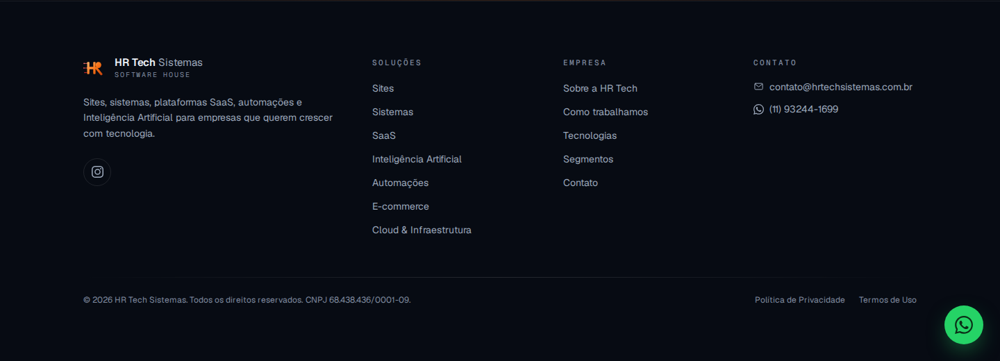 HR
HR Tech Sistemas
SOFTWARE HOUSE
Sites, sistemas, plataformas SaaS, automações e
Inteligência Artificial para empresas que querem crescer
com tecnologia.
SOLUÇÕES
Sites
Sistemas
SaaS
Inteligência Artificial
Automações
E-commerce
Cloud & Infraestrutura
EMPRESA
Sobre a HR Tech
Como trabalhamos
Tecnologias
Segmentos
Contato
CONTATO
contato@hrtechsistemas.com.br
(11) 93244-1699
© 2026 HR Tech Sistemas. Todos os direitos reservados. CNPJ 68.438.436/0001-09.
Política de Privacidade
Termos de Uso